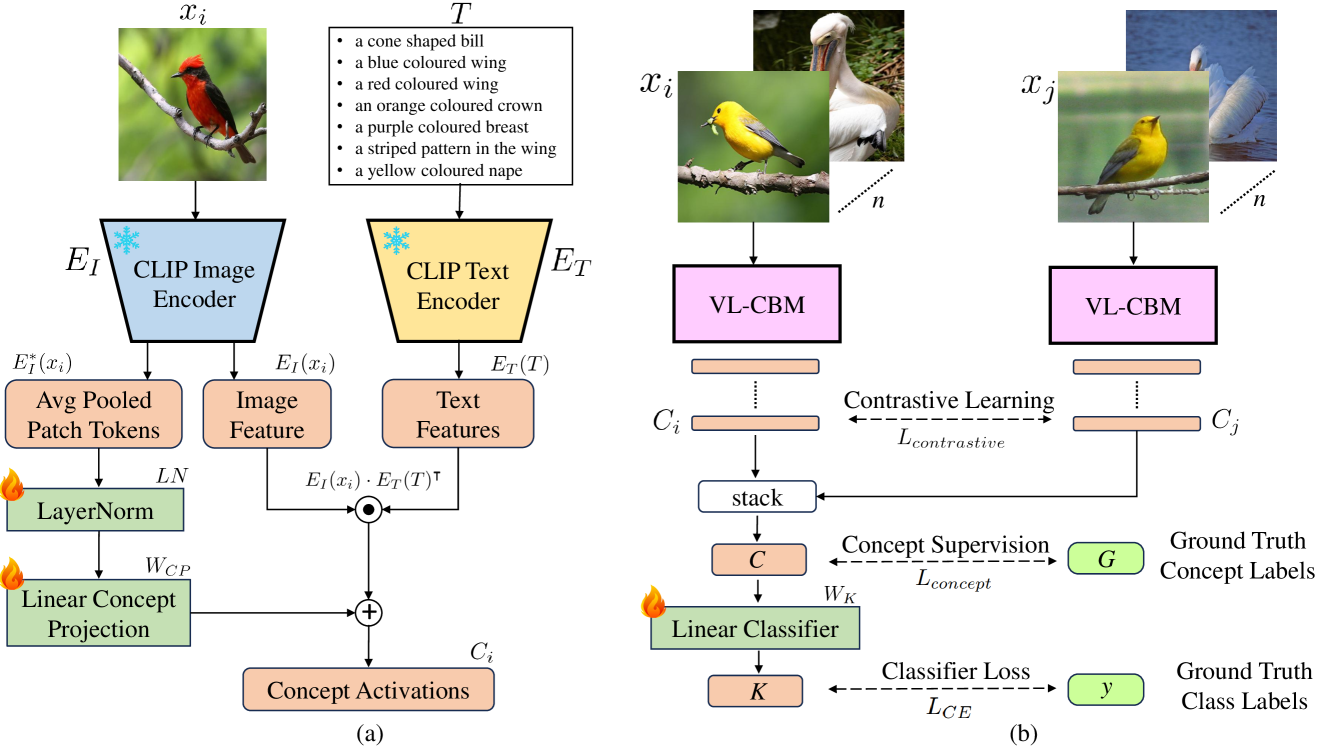 x_i
T
• a cone shaped bill
• a blue coloured wing
• a red coloured wing
• an orange coloured crown
• a purple coloured breast
• a striped pattern in the wing
• a yellow coloured nape
E_I
CLIP Image
Encoder
CLIP Text
Encoder
E_T
E_I^*(x_i)
E_I(x_i)
E_T(T)
Avg Pooled
Patch Tokens
Image
Feature
Text
Features
LN
LayerNorm
E_I(x_i) · E_T(T)^⊤
W_{CP}
Linear Concept
Projection
+
C_i
Concept Activations
(a)
x_i
n
x_j
n
VL-CBM
VL-CBM
C_i
Contrastive Learning
L_{contrastive}
C_j
stack
C
Concept Supervision
L_{concept}
G
Ground Truth
Concept Labels
W_K
Linear Classifier
K
Classifier Loss
L_{CE}
y
Ground Truth
Class Labels
(b)